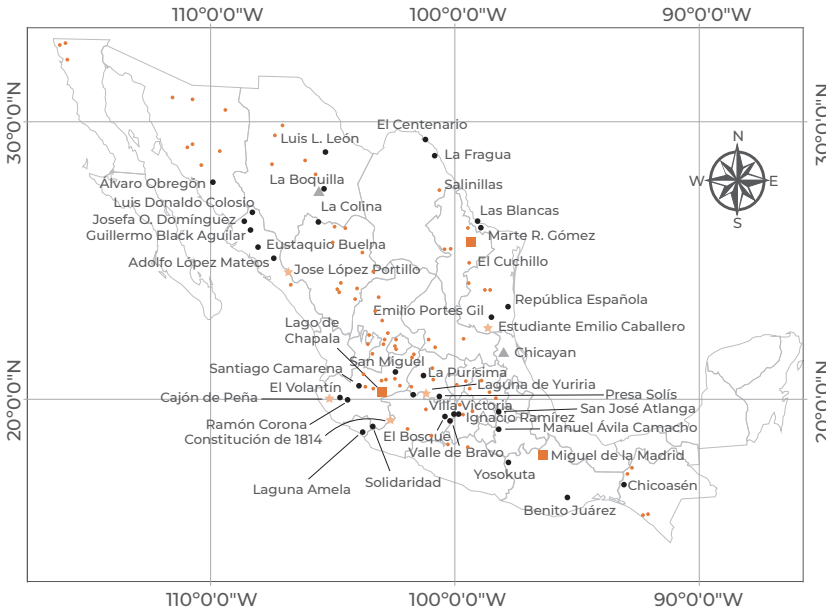 110°0'0"W 100°0'0"W 90°0'0"W
30°0'0"N
30°0'0"N
20°0'0"N
20°0'0"N
N
W E
S
El Centenario
Luis L. León
La Fragua
La Boquilla
Salinillas
Álvaro Obregón
Luis Donaldo Colosio
La Colina
Las Blancas
Josefa O. Domínguez
Guillermo Black Aguilar
Marte R. Gómez
Eustaquio Buelna
Adolfo López Mateos
El Cuchillo
Jose López Portillo
República Española
Emilio Portes Gil
Lago de
Chapala
Estudiante Emilio Caballero
Chicayan
San Miguel
Santiago Camarena
La Purísima
El Volantín
Laguna de Yuriria
Cajón de Peña
Presa Solís
Villa Victoria
San José Atlanga
Ramón Corona
Ignacio Ramírez
Manuel Ávila Camacho
Constitución de 1814
El Bosque
Valle de Bravo
Miguel de la Madrid
Yosokuta
Solidaridad
Laguna Amela
Chicoasén
Benito Juárez
110°0'0"W 100°0'0"W 90°0'0"W